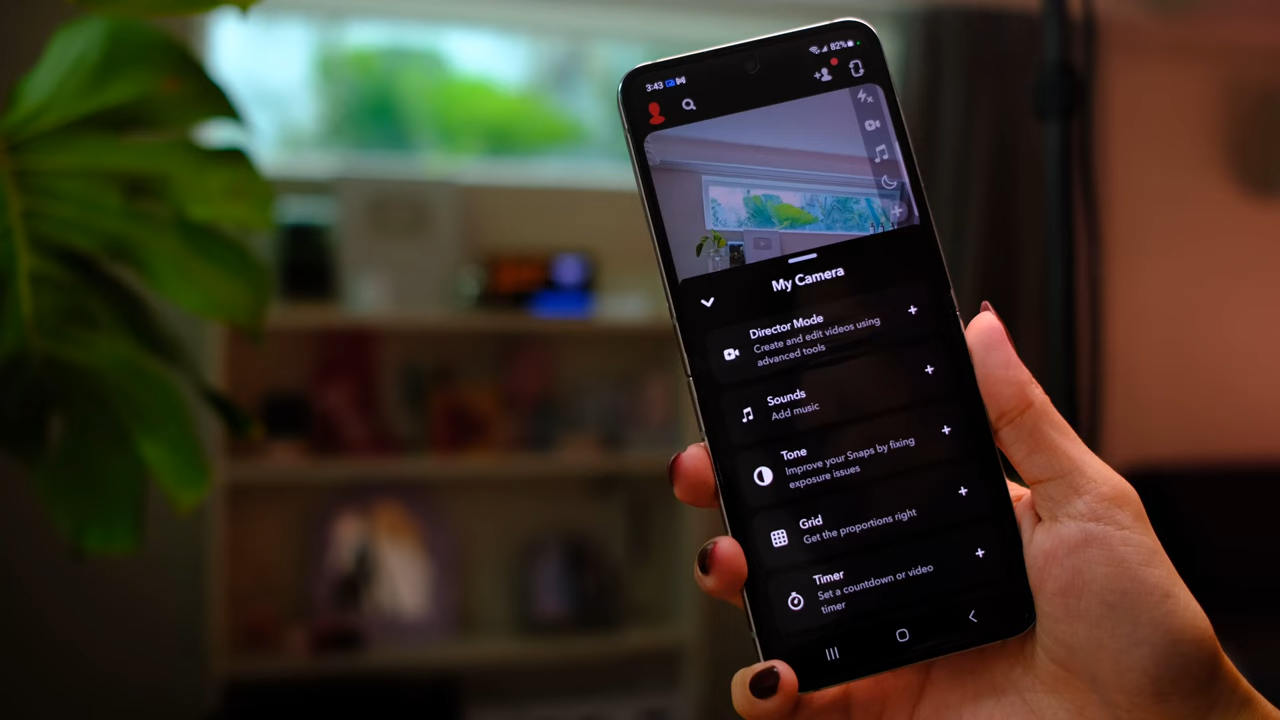 3:43
82%
My Camera
Director Mode
Create and edit videos using
advanced tools
Sounds
Add music
Tone
Improve your Snaps by fixing
exposure issues
Grid
Get the proportions right
Timer
Set a countdown or video
timer